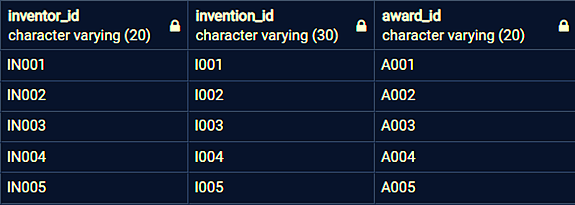 inventor_id invention_id award_id
character varying (20) character varying (30) character varying (20)
IN001 I001 A001
IN002 I002 A002
IN003 I003 A003
IN004 I004 A004
IN005 I005 A005